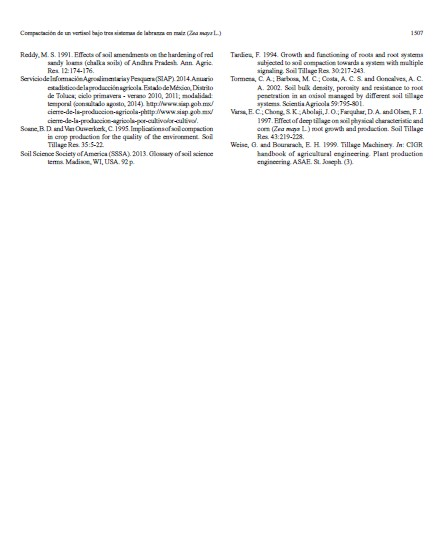 Compactación de un vertisol bajo tres sistemas de labranza en maíz (Zea mays L.) 1507
Reddy, M. S. 1991. Effects of soil amendments on the hardening of red
sandy loams (chalka soils) of Andhra Pradesh. Ann. Agric.
Res. 12:174-176.
Servicio de Información Agroalimentaria y Pesquera (SIAP). 2014. Anuario
estadístico de la producción agrícola. Estado de México, Distrito
de Toluca; ciclo primavera - verano 2010, 2011; modalidad:
temporal (consultado agosto, 2014). http://www.siap.gob.mx/
cierre-de-la-produccion-agricola-phttp://www.siap.gob.mx/
cierre-de-la-produccion-agricola-por-cultivo/or-cultivo/.
Soane, B. D. and Van Ouwerkerk, C. 1995. Implications of soil compaction
in crop production for the quality of the environment. Soil
Tillage Res. 35:5-22.
Soil Science Society of America (SSSA). 2013. Glossary of soil science
terms. Madison, WI, USA. 92 p.
Tardieu, F. 1994. Growth and functioning of roots and root systems
subjected to soil compaction towards a system with multiple
signaling. Soil Tillage Res. 30:217-243.
Tormena, C. A.; Barbosa, M. C.; Costa, A. C. S. and Goncalves, A. C.
A. 2002. Soil bulk density, porosity and resistance to root
penetration in an oxisol managed by different soil tillage
systems. Scientia Agricola 59:795-801.
Varsa, E. C.; Chong, S. K.; Abolaji, J. O.; Farquhar, D. A. and Olsen, F. J.
1997. Effect of deep tillage on soil physical characteristic and
corn (Zea mays L.) root growth and production. Soil Tillage
Res. 43:219-228.
Weise, G. and Bourarach, E. H. 1999. Tillage Machinery. In: CIGR
handbook of agricultural engineering. Plant production
engineering. ASAE. St. Joseph. (3).